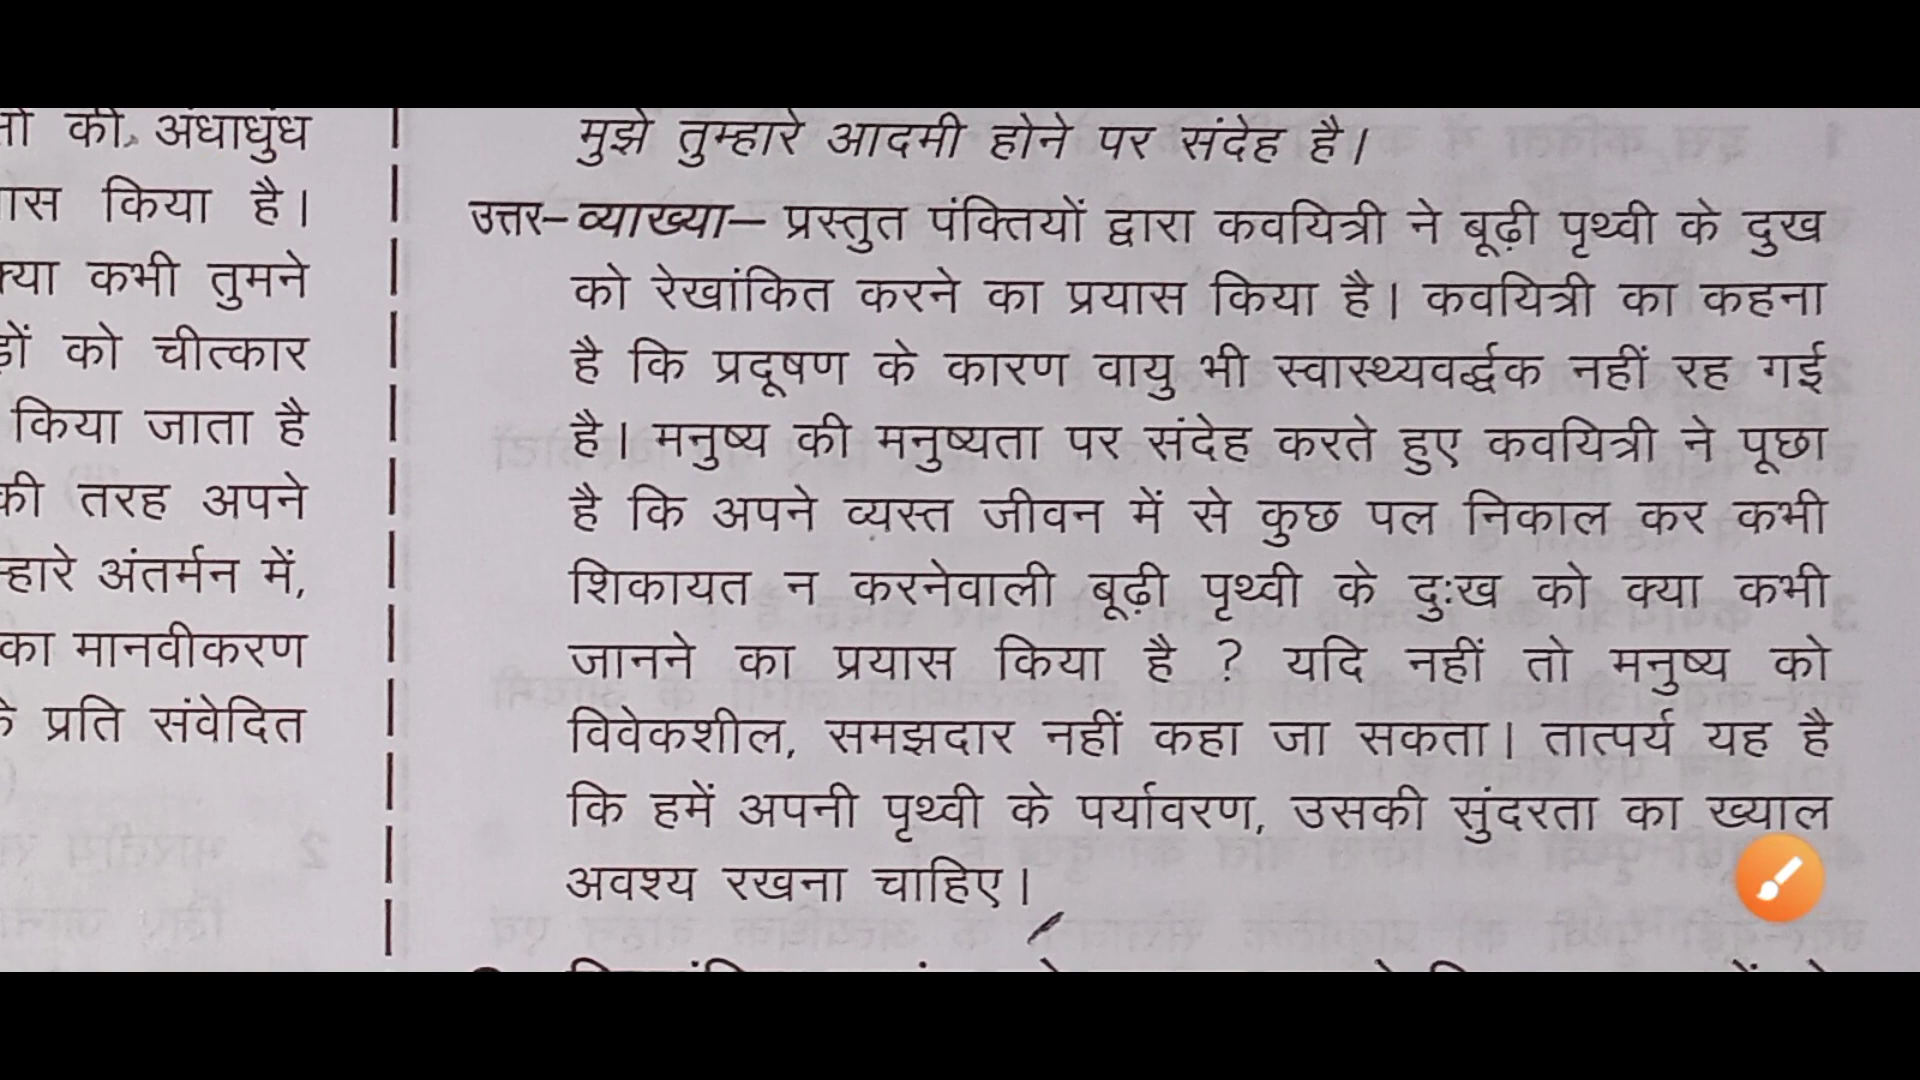 की, अंधाधुंध
किया है।
कभी तुमने
को चीत्कार
किया जाता है
की तरह अपने
अंतर्मन में,
का मानवीकरण
प्रति संवेदित
मुझे तुम्हारे आदमी होने पर संदेह है।
उत्तर–व्याख्या– प्रस्तुत पंक्तियों द्वारा कवयित्री ने बूढ़ी पृथ्वी के दुख
को रेखांकित करने का प्रयास किया है। कवयित्री का कहना
है कि प्रदूषण के कारण वायु भी स्वास्थ्यवर्द्धक नहीं रह गई
है। मनुष्य की मनुष्यता पर संदेह करते हुए कवयित्री ने पूछा
है कि अपने व्यस्त जीवन में से कुछ पल निकाल कर कभी
शिकायत न करनेवाली बूढ़ी पृथ्वी के दुःख को क्या कभी
जानने का प्रयास किया है ? यदि नहीं तो मनुष्य को
विवेकशील, समझदार नहीं कहा जा सकता। तात्पर्य यह है
कि हमें अपनी पृथ्वी के पर्यावरण, उसकी सुंदरता का ख्याल
अवश्य रखना चाहिए।